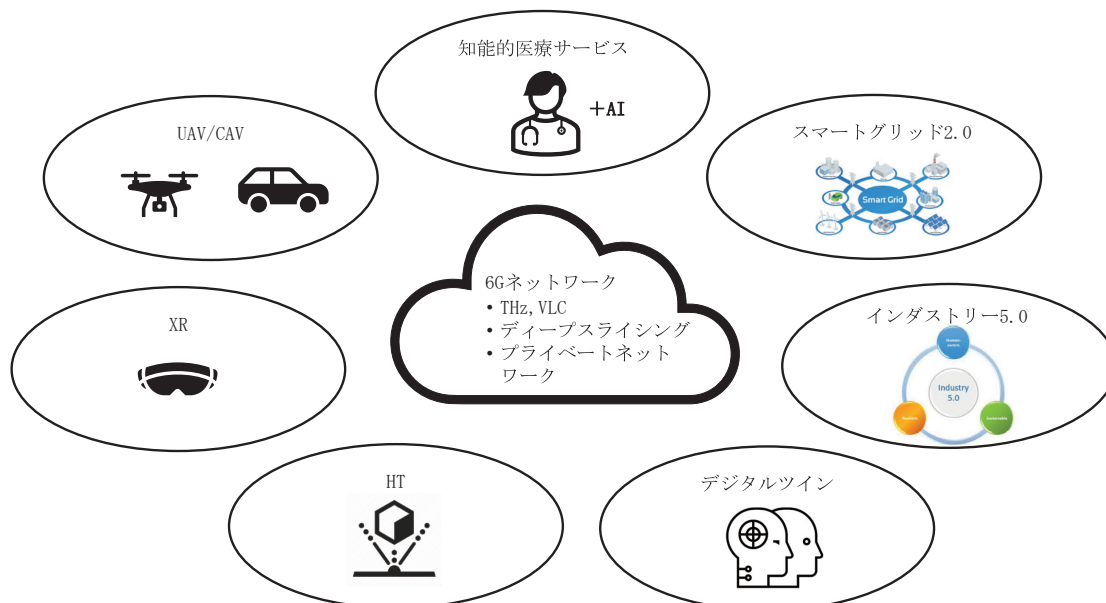 知能的医療サービス
+AI
UAV/CAV
スマートグリッド2.0
Smart Grid
6Gネットワーク
・THz,VLC
・ディープスライシング
・プライベートネット
ワーク
XR
インダストリー5.0
Human-
centric
Industry
5.0
Resilient
Sustainable
HT
デジタルツイン